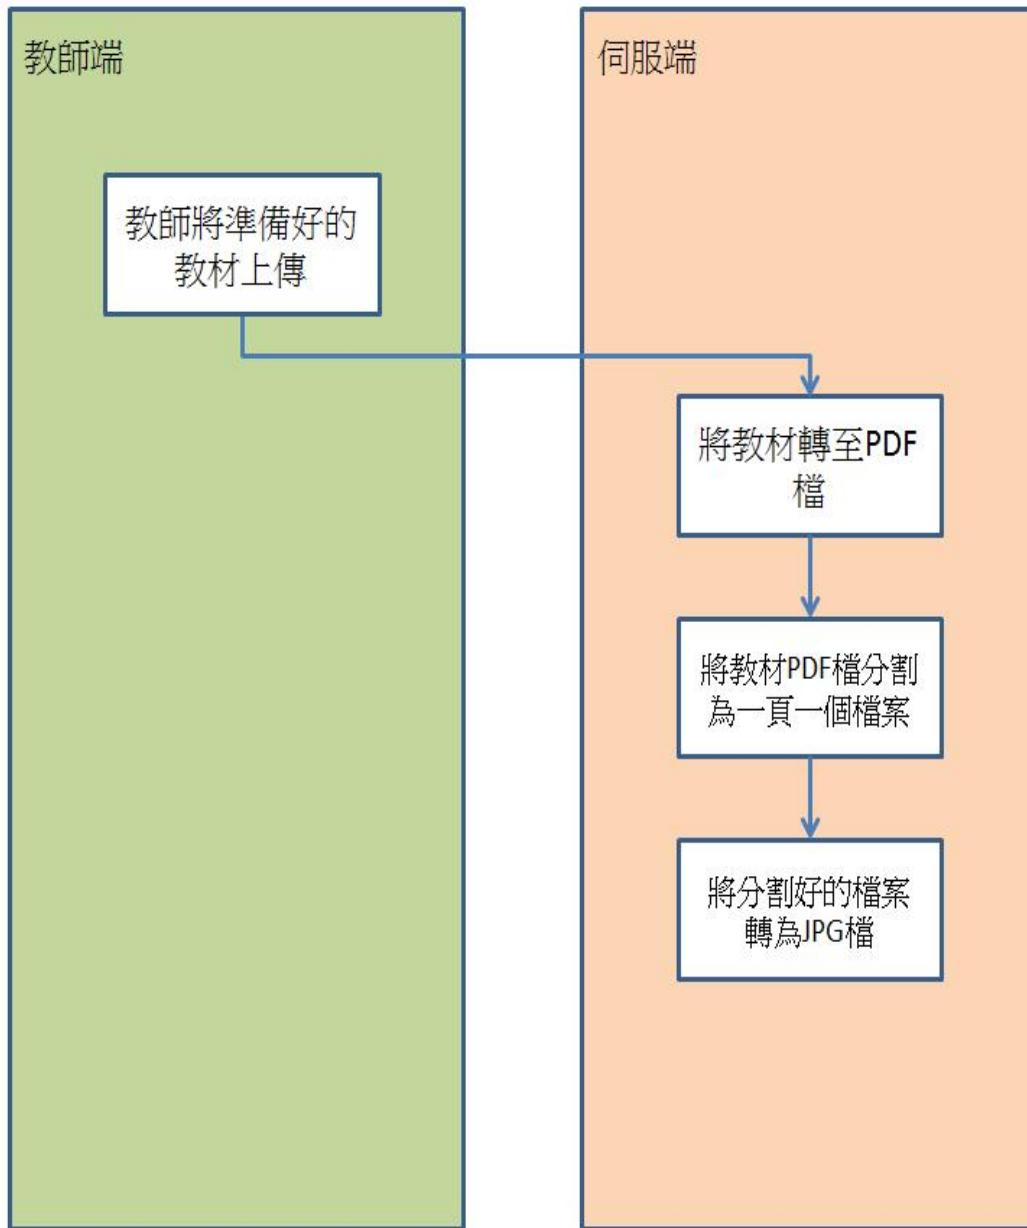 教師端
伺服端
教師將準備好的
教材上傳
將教材轉至PDF
檔
將教材PDF檔分割
為一頁一個檔案
將分割好的檔案
轉為JPG檔